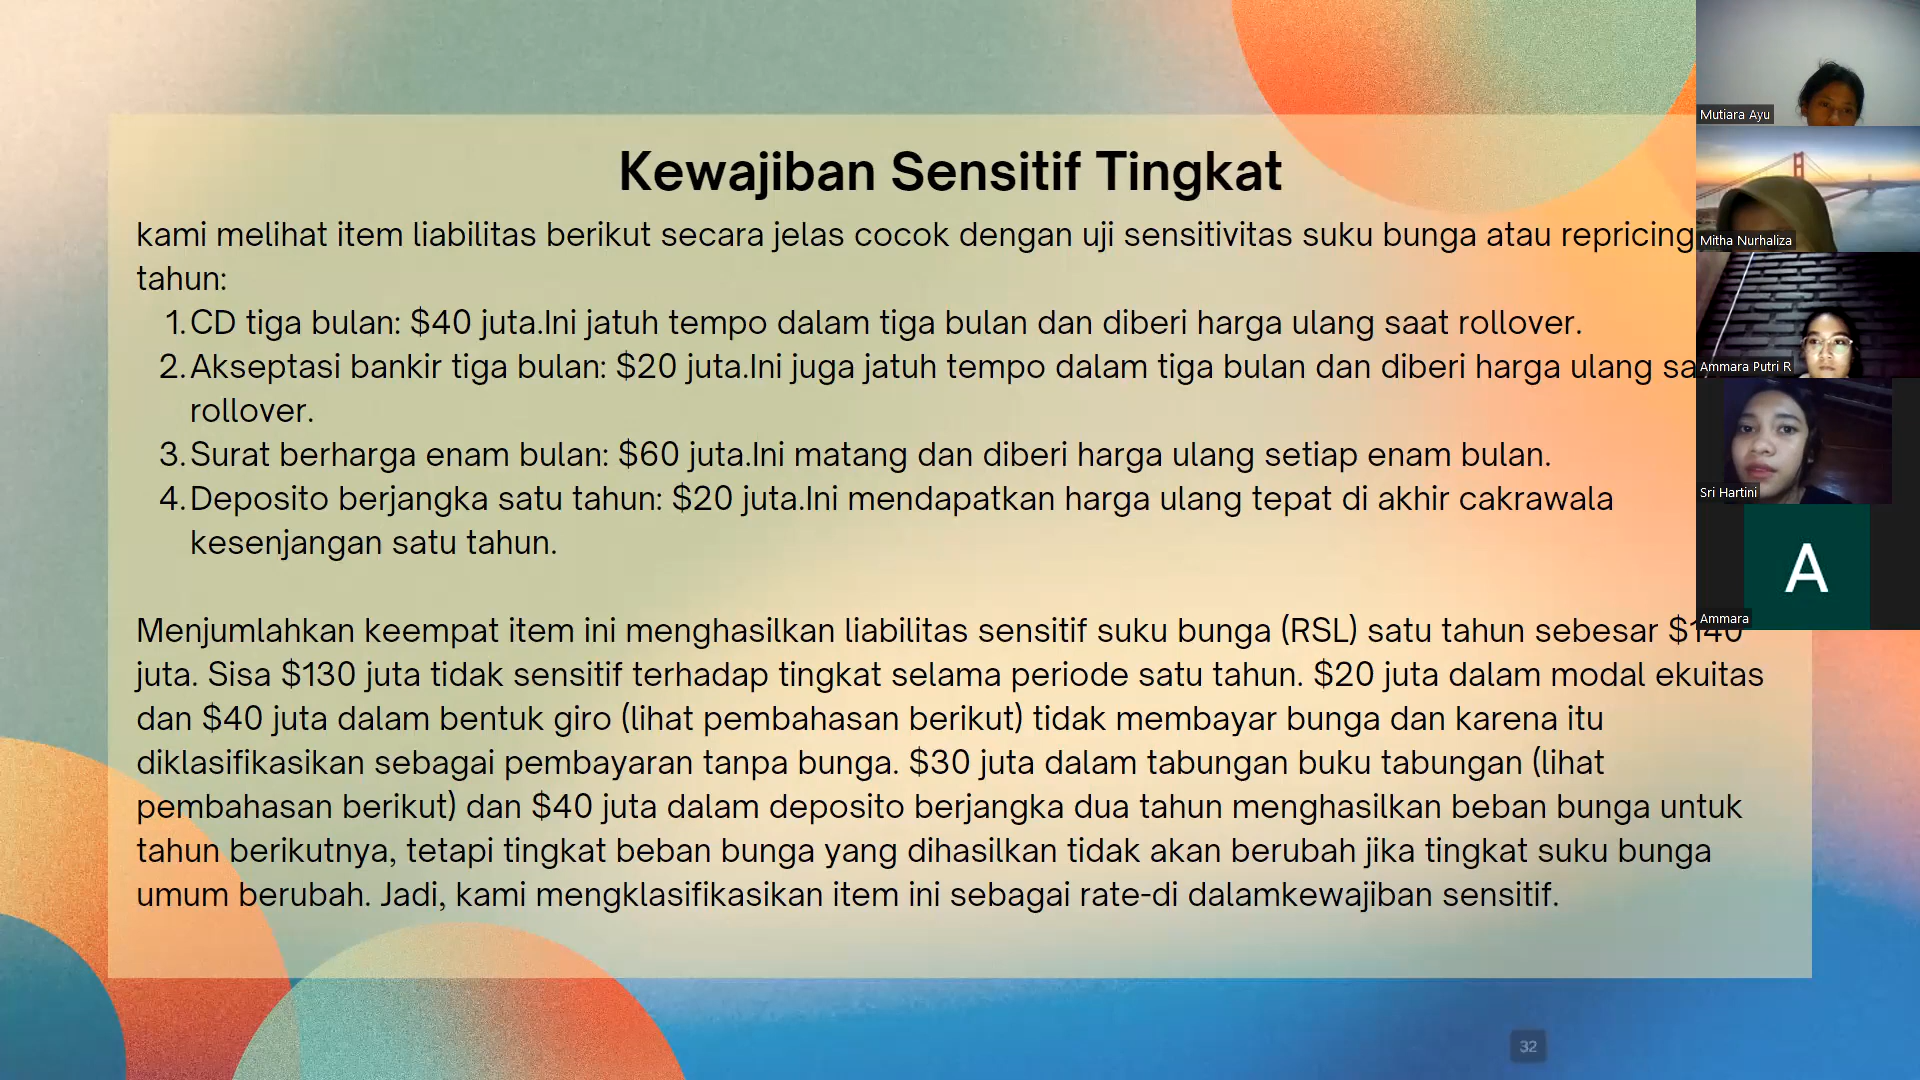 Kewajiban Sensitif Tingkat
kami melihat item liabilitas berikut secara jelas cocok dengan uji sensitivitas suku bunga atau repricing
tahun:
1. CD tiga bulan: $40 juta.Ini jatuh tempo dalam tiga bulan dan diberi harga ulang saat rollover.
2. Akseptasi bankir tiga bulan: $20 juta.Ini juga jatuh tempo dalam tiga bulan dan diberi harga ulang
rollover.
3. Surat berharga enam bulan: $60 juta.Ini matang dan diberi harga ulang setiap enam bulan.
4. Deposito berjangka satu tahun: $20 juta.Ini mendapatkan harga ulang tepat di akhir cakrawala
kesenjangan satu tahun.
Menjumlahkan keempat item ini menghasilkan liabilitas sensitif suku bunga (RSL) satu tahun sebesar $140
juta. Sisa $130 juta tidak sensitif terhadap tingkat selama periode satu tahun. $20 juta dalam modal ekuitas
dan $40 juta dalam bentuk giro (lihat pembahasan berikut) tidak membayar bunga dan karena itu
diklasifikasikan sebagai pembayaran tanpa bunga. $30 juta dalam tabungan buku tabungan (lihat
pembahasan berikut) dan $40 juta dalam deposito berjangka dua tahun menghasilkan beban bunga untuk
tahun berikutnya, tetapi tingkat beban bunga yang dihasilkan tidak akan berubah jika tingkat suku bunga
umum berubah. Jadi, kami mengklasifikasikan item ini sebagai rate-di dalamkewajiban sensitif.
32
Mutiara Ayu
Mitha Nurhaliza
Ammara Putri R
Sri Hartini
A
Ammara